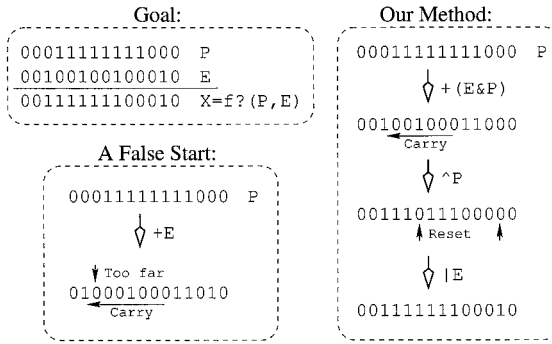 Goal:
00011111111000 P
00100100100010 E
00111111100010 X=f?(P,E)
A False Start:
00011111111000 P
+E
Too far
01000100011010
Carry
Our Method:
00011111111000 P
+(E&P)
00100100011000
Carry
^P
00111011100000
Reset
|E
00111111100010